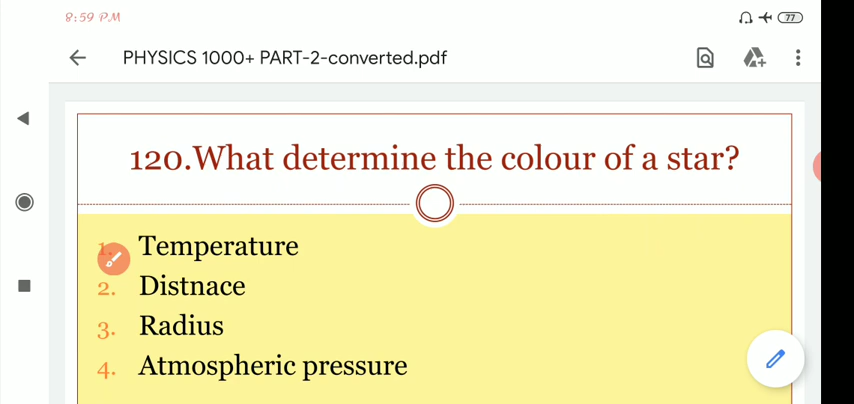 8:59 PM
77
PHYSICS 1000+ PART-2-converted.pdf
120.What determine the colour of a star?
1. Temperature
2. Distnace
3. Radius
4. Atmospheric pressure